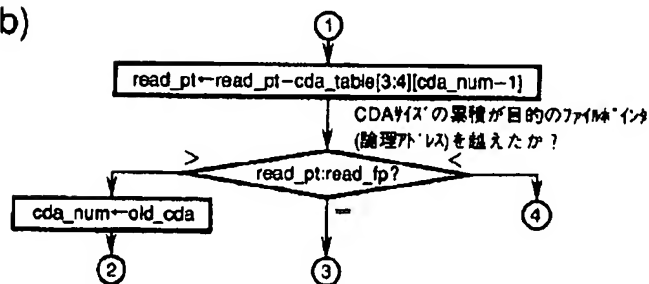 b)
①
read_pt←read_pt−cda_table[3:4][cda_num−1]
CDAサイズの累積が目的のファイルポインタ
(論理アドレス)を越えたか?
> <
read_pt:read_fp?
=
cda_num←old_cda
④
② ③